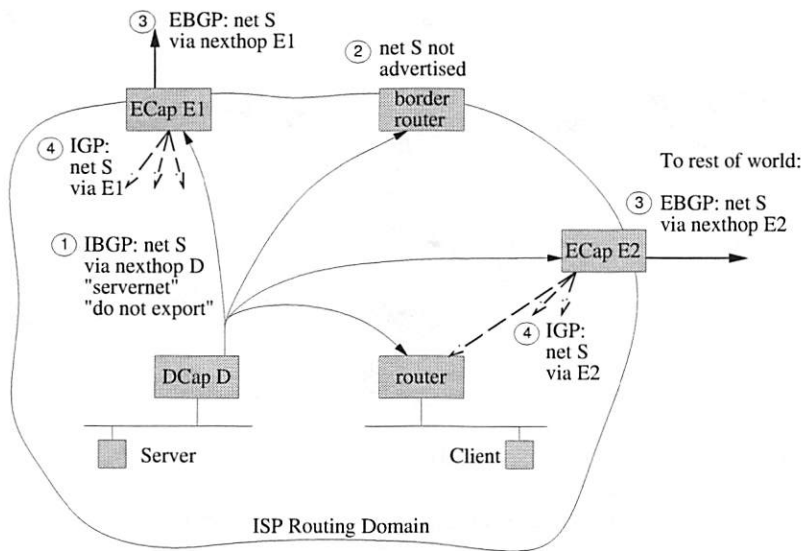 3 EBGP: net S
via nexthop E1
2 net S not
advertised
ECap E1
border
router
4 IGP:
net S
via E1
To rest of world:
3 EBGP: net S
via nexthop E2
ECap E2
1 IBGP: net S
via nexthop D
"servernet"
"do not export"
4 IGP:
net S
via E2
DCap D
router
Server
Client
ISP Routing Domain